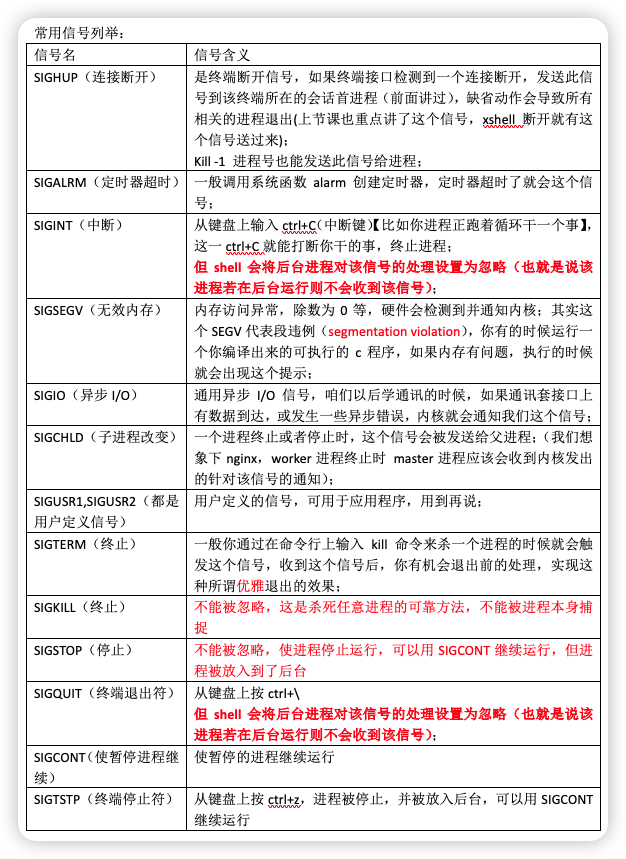 常用信号列举：
信号名 信号含义
SIGHUP（连接断开） 是终端断开信号，如果终端接口检测到一个连接断开，发送此信
号到该终端所在的会话首进程（前面讲过），缺省动作会导致所有
相关的进程退出(上节课也重点讲了这个信号，xshell 断开就有这
个信号送过来)；
Kill -1 进程号也能发送此信号给进程；
SIGALRM（定时器超时） 一般调用系统函数 alarm 创建定时器，定时器超时了就会这个信
号；
SIGINT（中断） 从键盘上输入 ctrl+C（中断键）【比如你进程正跑着循环干一个事】，
这一 ctrl+C 就能打断你干的事，终止进程；
但 shell 会将后台进程对该信号的处理设置为忽略（也就是说该
进程若在后台运行则不会收到该信号）；
SIGSEGV（无效内存） 内存访问异常，除数为 0 等，硬件会检测到并通知内核；其实这
个 SEGV 代表段违例（segmentation violation），你有的时候运行一
个你编译出来的可执行的 c 程序，如果内存有问题，执行的时候
就会出现这个提示；
SIGIO（异步 I/O） 通用异步 I/O 信号，咱们以后学通讯的时候，如果通讯套接口上
有数据到达，或发生一些异步错误，内核就会通知我们这个信号；
SIGCHLD（子进程改变） 一个进程终止或者停止时，这个信号会被发送给父进程；（我们想
象下 nginx，worker 进程终止时 master 进程应该会收到内核发出
的针对该信号的通知）；
SIGUSR1,SIGUSR2（都是 用户定义的信号，可用于应用程序，用到再说；
用户定义信号）
SIGTERM（终止） 一般你通过在命令行上输入 kill 命令来杀一个进程的时候就会触
发这个信号，收到这个信号后，你有机会退出前的处理，实现这
种所谓优雅退出的效果；
SIGKILL（终止） 不能被忽略，这是杀死任意进程的可靠方法，不能被进程本身捕
捉
SIGSTOP（停止） 不能被忽略，使进程停止运行，可以用 SIGCONT 继续运行，但进
程被放入到了后台
SIGQUIT（终端退出符） 从键盘上按 ctrl+\
但 shell 会将后台进程对该信号的处理设置为忽略（也就是说该
进程若在后台运行则不会收到该信号）；
SIGCONT（使暂停进程继 使暂停的进程继续运行
续）
SIGTSTP（终端停止符） 从键盘上按 ctrl+z，进程被停止，并被放入后台，可以用 SIGCONT
继续运行